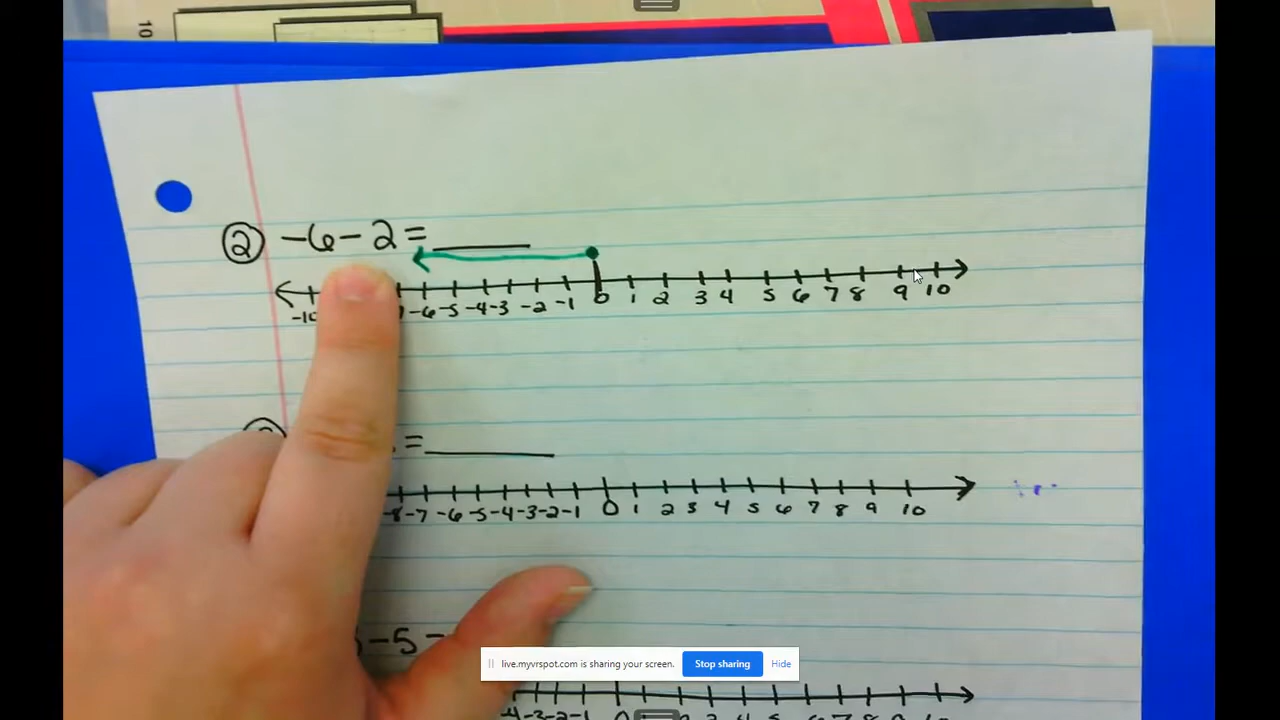 10
② -6-2=
-10 -6 -5 -4 -3 -2 -1 0 1 2 3 4 5 6 7 8 9 10
=
-8 -7 -6 -5 -4 -3 -2 -1 0 1 2 3 4 5 6 7 8 9 10
-5-
live.myvrspot.com is sharing your screen. Stop sharing Hide
-4 -3 -2 -1 0